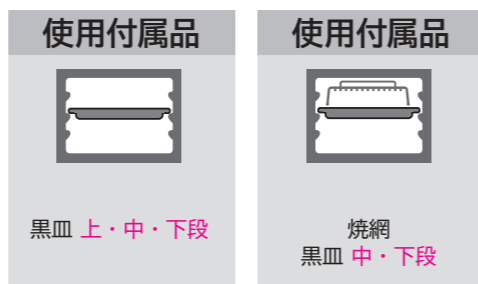 使用付属品
黒皿 上・中・下段
使用付属品
焼網
黒皿 中・下段